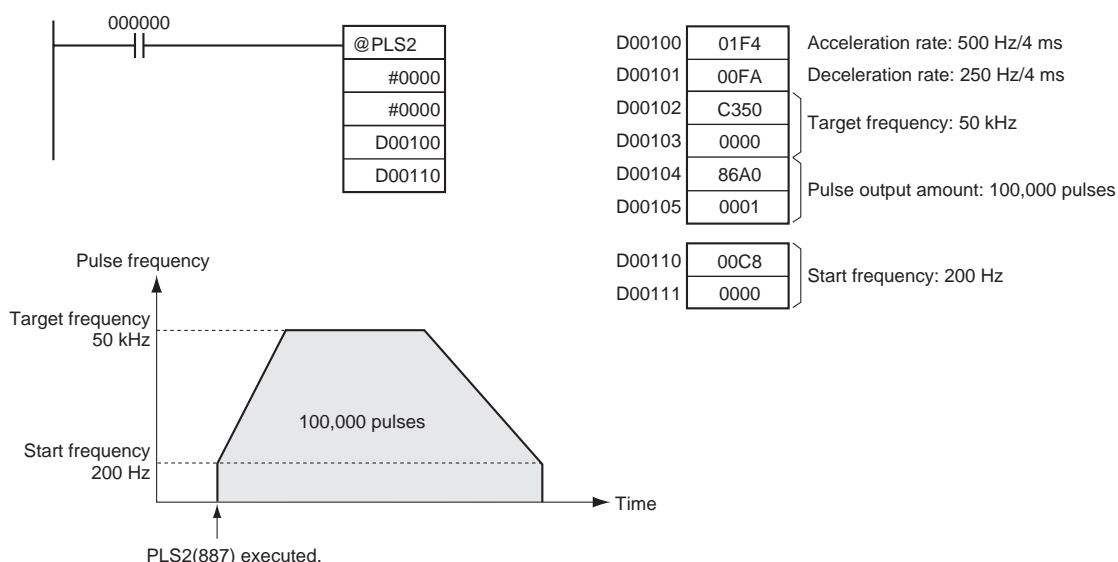 000000
@PLS2
#0000
#0000
D00100
D00110
D00100 01F4 Acceleration rate: 500 Hz/4 ms
D00101 00FA Deceleration rate: 250 Hz/4 ms
D00102 C350
Target frequency: 50 kHz
D00103 0000
D00104 86A0
Pulse output amount: 100,000 pulses
D00105 0001
D00110 00C8
Start frequency: 200 Hz
D00111 0000
Pulse frequency
Target frequency
50 kHz
100,000 pulses
Start frequency
200 Hz
Time
PLS2(887) executed.